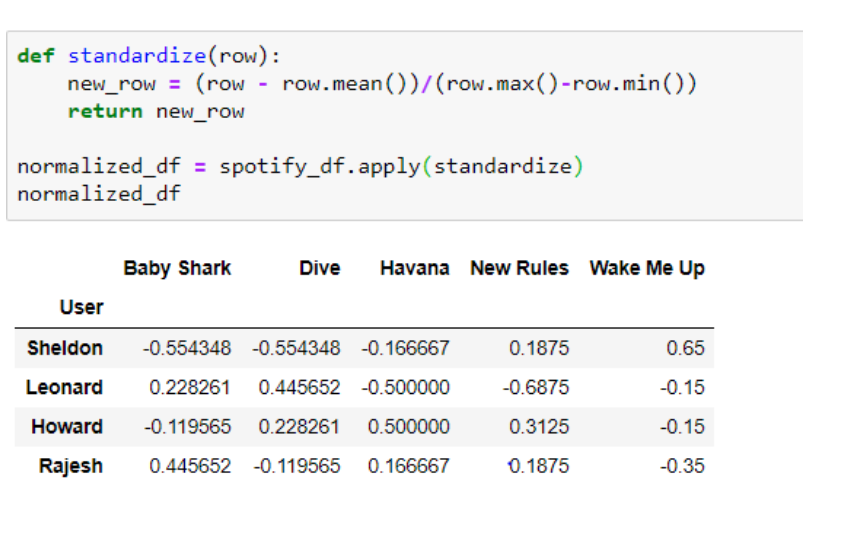 def standardize(row):
    new_row = (row - row.mean())/(row.max()-row.min())
    return new_row
normalized_df = spotify_df.apply(standardize)
normalized_df
Baby Shark Dive Havana New Rules Wake Me Up
User
Sheldon -0.554348 -0.554348 -0.166667 0.1875 0.65
Leonard 0.228261 0.445652 -0.500000 -0.6875 -0.15
Howard -0.119565 0.228261 0.500000 0.3125 -0.15
Rajesh 0.445652 -0.119565 0.166667 0.1875 -0.35